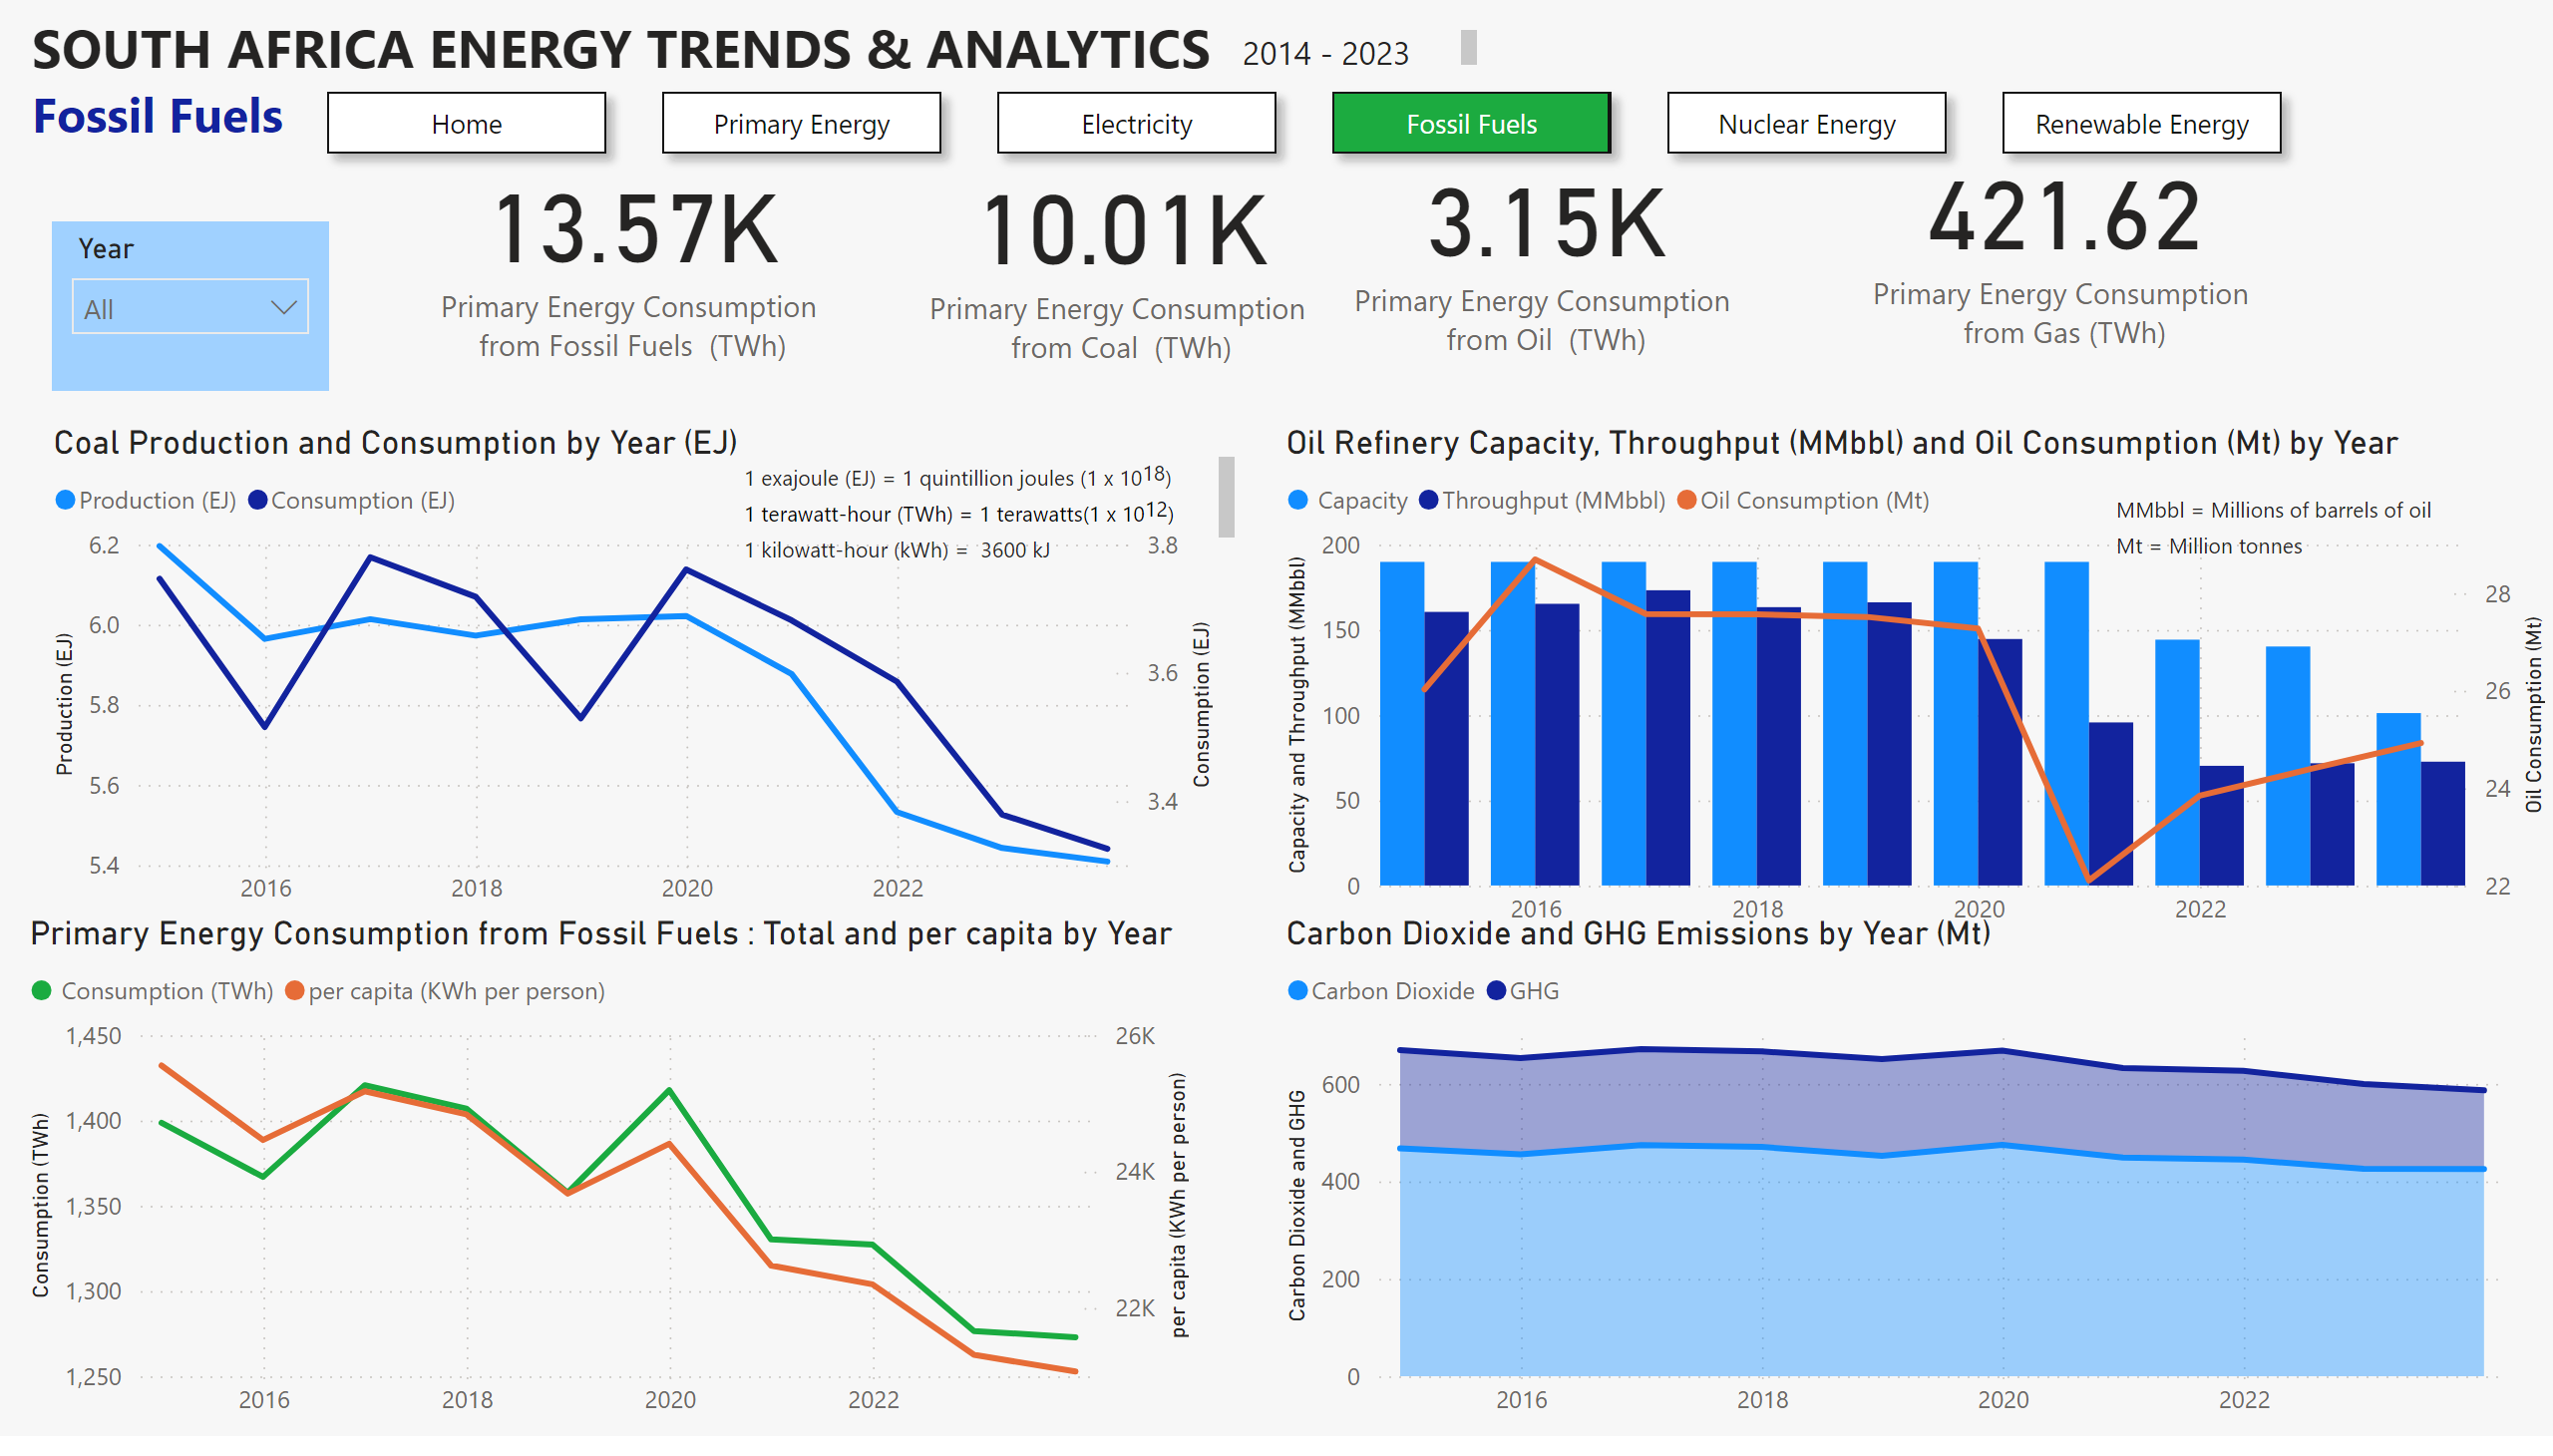 SOUTH AFRICA ENERGY TRENDS & ANALYTICS 2014 - 2023
Fossil Fuels
Home
Primary Energy
Electricity
Fossil Fuels
Nuclear Energy
Renewable Energy
Year
All
13.57K
Primary Energy Consumption
from Fossil Fuels (TWh)
10.01K
Primary Energy Consumption
from Coal (TWh)
3.15K
Primary Energy Consumption
from Oil (TWh)
421.62
Primary Energy Consumption
from Gas (TWh)
Coal Production and Consumption by Year (EJ)
1 exajoule (EJ) = 1 quintillion joules (1 x 10¹⁸)
1 terawatt-hour (TWh) = 1 terawatts(1 x 10¹²)
1 kilowatt-hour (kWh) = 3600 kJ
Production (EJ) Consumption (EJ)
Production (EJ)
6.2
6.0
5.8
5.6
5.4
3.8
3.6
3.4
Consumption (EJ)
2016 2018 2020 2022
Oil Refinery Capacity, Throughput (MMbbl) and Oil Consumption (Mt) by Year
Capacity Throughput (MMbbl) Oil Consumption (Mt)
MMbbl = Millions of barrels of oil
Mt = Million tonnes
Capacity and Throughput (MMbbl)
200
150
100
50
0
28
26
24
22
Oil Consumption (Mt)
2016 2018 2020 2022
Primary Energy Consumption from Fossil Fuels : Total and per capita by Year
Consumption (TWh) per capita (KWh per person)
Consumption (TWh)
1,450
1,400
1,350
1,300
1,250
26K
24K
22K
per capita (KWh per person)
2016 2018 2020 2022
Carbon Dioxide and GHG Emissions by Year (Mt)
Carbon Dioxide GHG
Carbon Dioxide and GHG
600
400
200
0
2016 2018 2020 2022